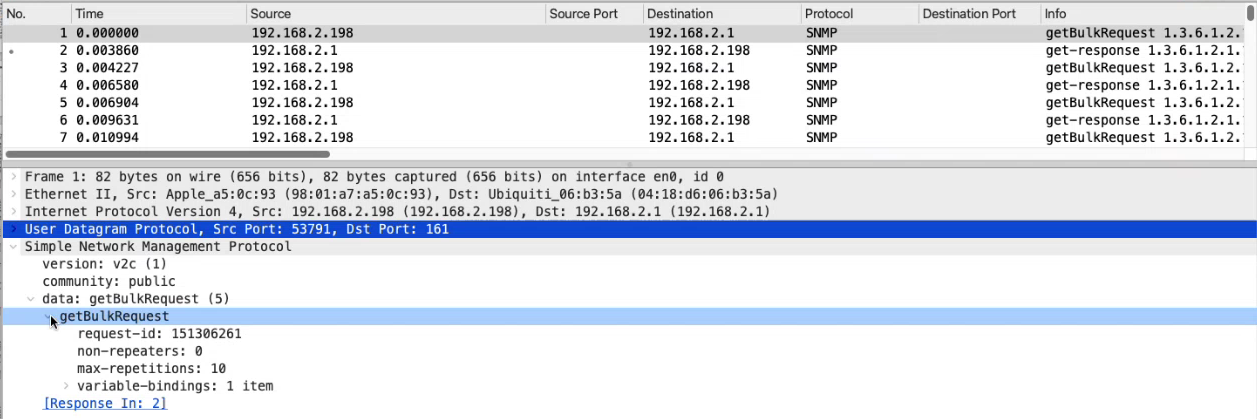 No. Time Source Source Port Destination Protocol Destination Port Info
1 0.000000 192.168.2.198 192.168.2.1 SNMP getBulkRequest 1.3.6.1.2.
2 0.003860 192.168.2.1 192.168.2.198 SNMP get-response 1.3.6.1.2.1.
3 0.004227 192.168.2.198 192.168.2.1 SNMP getBulkRequest 1.3.6.1.2.
4 0.006580 192.168.2.1 192.168.2.198 SNMP get-response 1.3.6.1.2.1.
5 0.006904 192.168.2.198 192.168.2.1 SNMP getBulkRequest 1.3.6.1.2.
6 0.009631 192.168.2.1 192.168.2.198 SNMP get-response 1.3.6.1.2.1.
7 0.010994 192.168.2.198 192.168.2.1 SNMP getBulkRequest 1.3.6.1.2.
Frame 1: 82 bytes on wire (656 bits), 82 bytes captured (656 bits) on interface en0, id 0
Ethernet II, Src: Apple_a5:0c:93 (98:01:a7:a5:0c:93), Dst: Ubiquiti_06:b3:5a (04:18:d6:06:b3:5a)
Internet Protocol Version 4, Src: 192.168.2.198 (192.168.2.198), Dst: 192.168.2.1 (192.168.2.1)
User Datagram Protocol, Src Port: 53791, Dst Port: 161
Simple Network Management Protocol
version: v2c (1)
community: public
data: getBulkRequest (5)
getBulkRequest
request-id: 151306261
non-repeaters: 0
max-repetitions: 10
variable-bindings: 1 item
[Response In: 2]